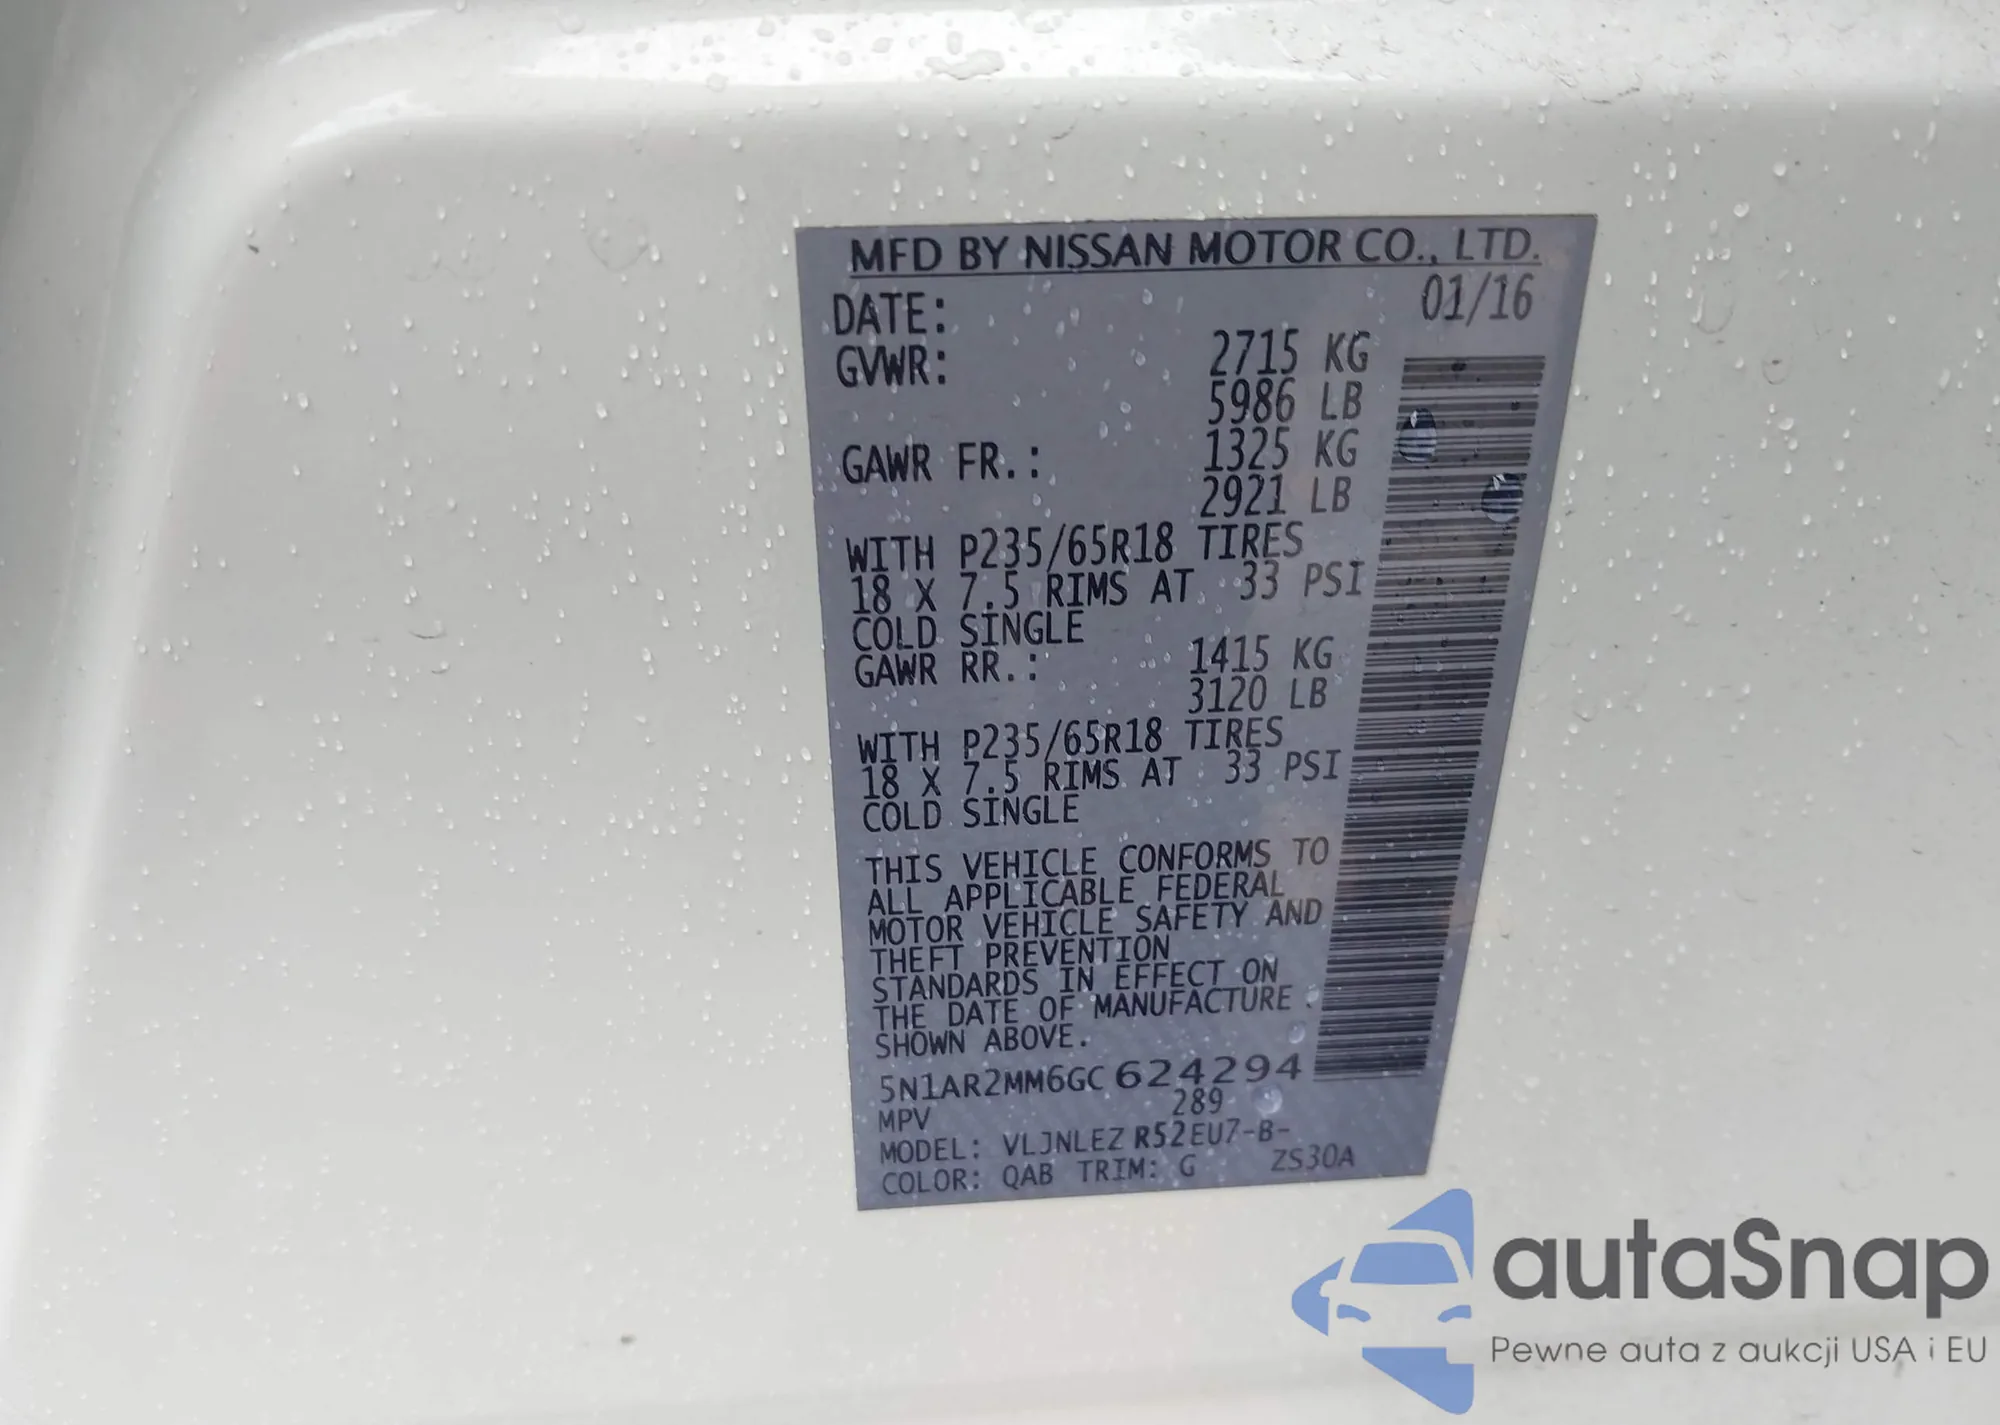 MFD BY NISSAN MOTOR CO., LTD.
DATE: 01/16
GVWR: 2715 KG
5986 LB
GAWR FR.: 1325 KG
2921 LB
WITH P235/65R18 TIRES
18 X 7.5 RIMS AT 33 PSI
COLD SINGLE
GAWR RR.: 1415 KG
3120 LB
WITH P235/65R18 TIRES
18 X 7.5 RIMS AT 33 PSI
COLD SINGLE
THIS VEHICLE CONFORMS TO
ALL APPLICABLE FEDERAL
MOTOR VEHICLE SAFETY AND
THEFT PREVENTION
STANDARDS IN EFFECT ON
THE DATE OF MANUFACTURE
SHOWN ABOVE.
5N1AR2MM6GC 624294
MPV 289
MODEL: VLJNLEZ R52EU7-B-
COLOR: QAB TRIM: G ZS30A
autaSnap
Pewne auta z aukcji USA i EU